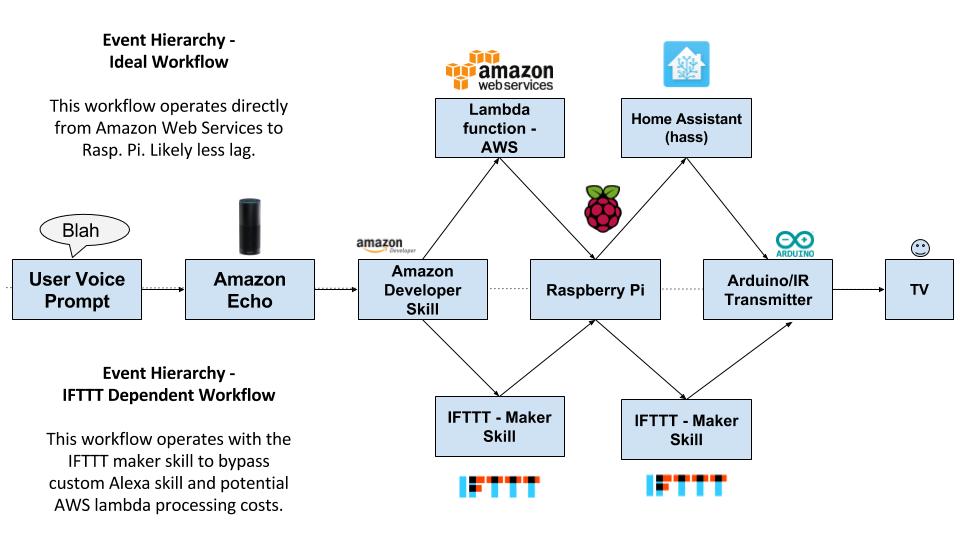 Event Hierarchy -
Ideal Workflow
This workflow operates directly
from Amazon Web Services to
Rasp. Pi. Likely less lag.
amazon
web services
Lambda
function -
AWS
Home Assistant
(hass)
Blah
amazon
Developer
ARDUINO
User Voice
Prompt
Amazon
Echo
Amazon
Developer
Skill
Raspberry Pi
Arduino/IR
Transmitter
TV
Event Hierarchy -
IFTTT Dependent Workflow
This workflow operates with the
IFTTT maker skill to bypass
custom Alexa skill and potential
AWS lambda processing costs.
IFTTT - Maker
Skill
IFTTT - Maker
Skill
IFTTT
IFTTT